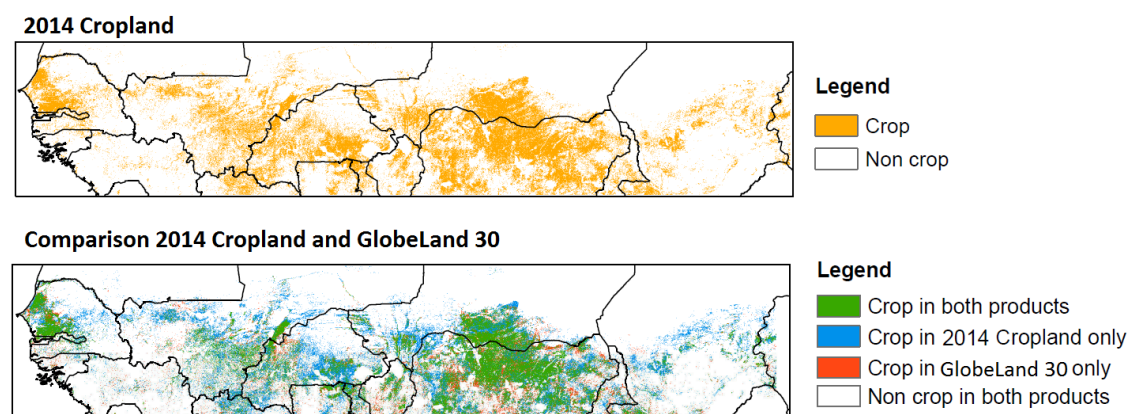 2014 Cropland
Legend
Crop
Non crop
Comparison 2014 Cropland and GlobeLand 30
Legend
Crop in both products
Crop in 2014 Cropland only
Crop in GlobeLand 30 only
Non crop in both products